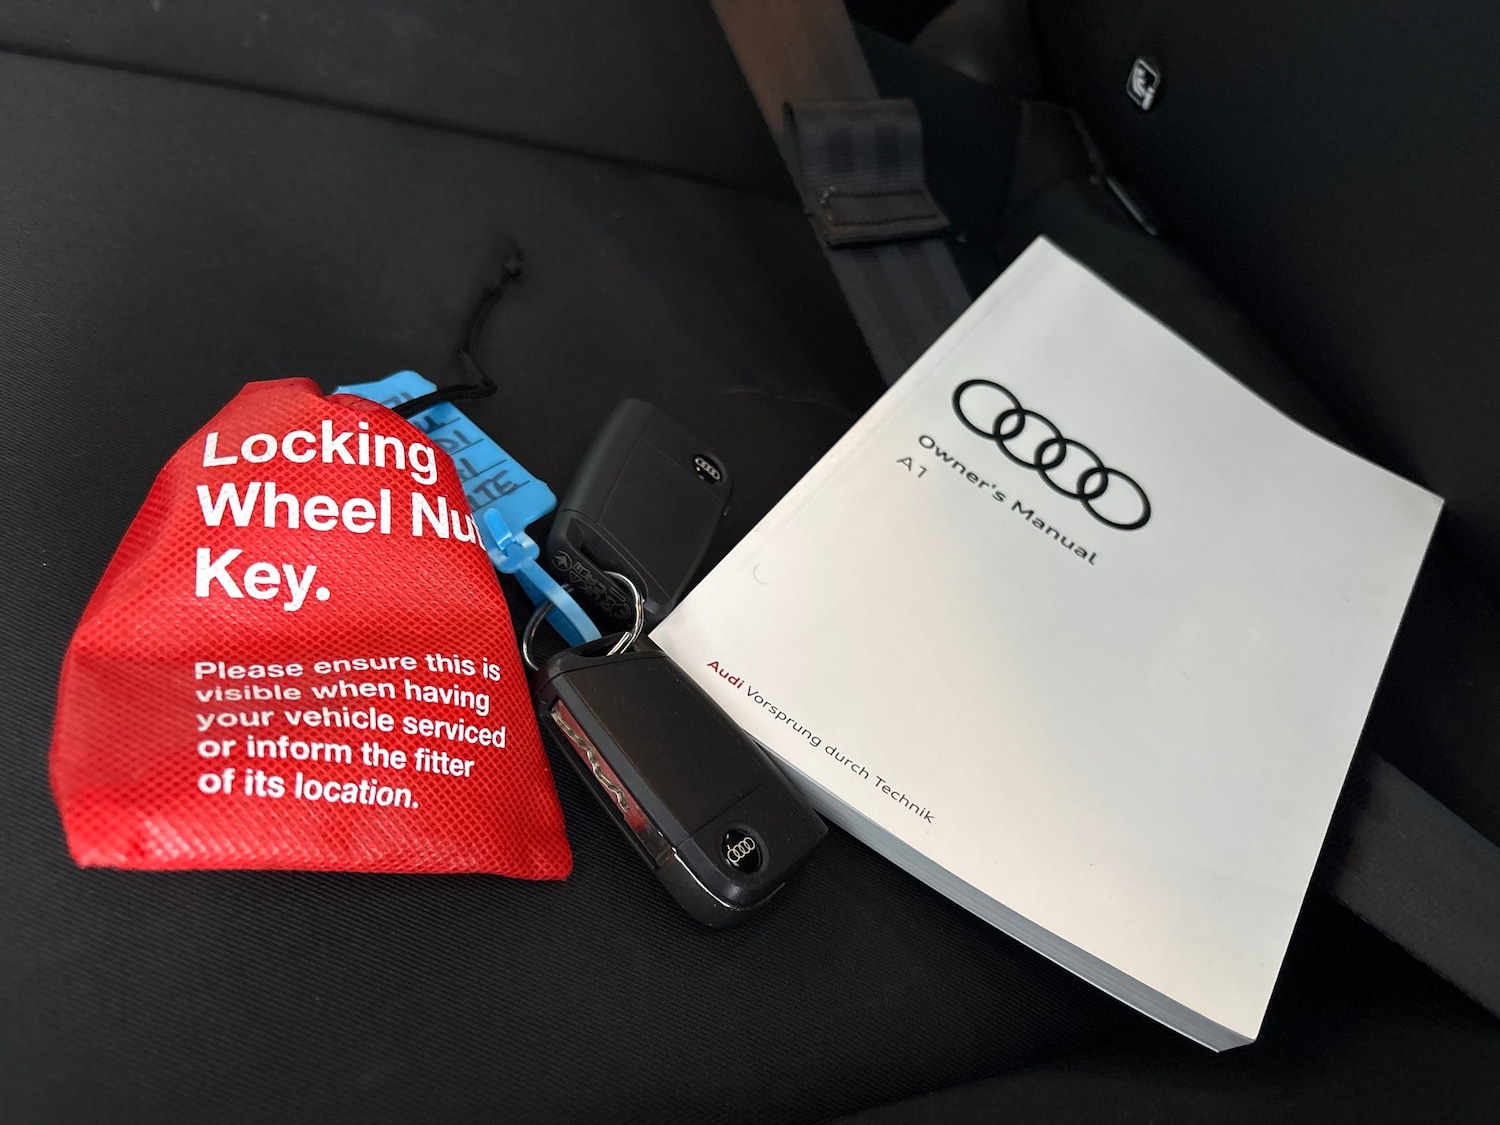 Locking
Wheel Nut
Key.
Please ensure this is
visible when having
your vehicle serviced
or inform the fitter
of its location.
Owner's Manual
A1
Audi Vorsprung durch Technik